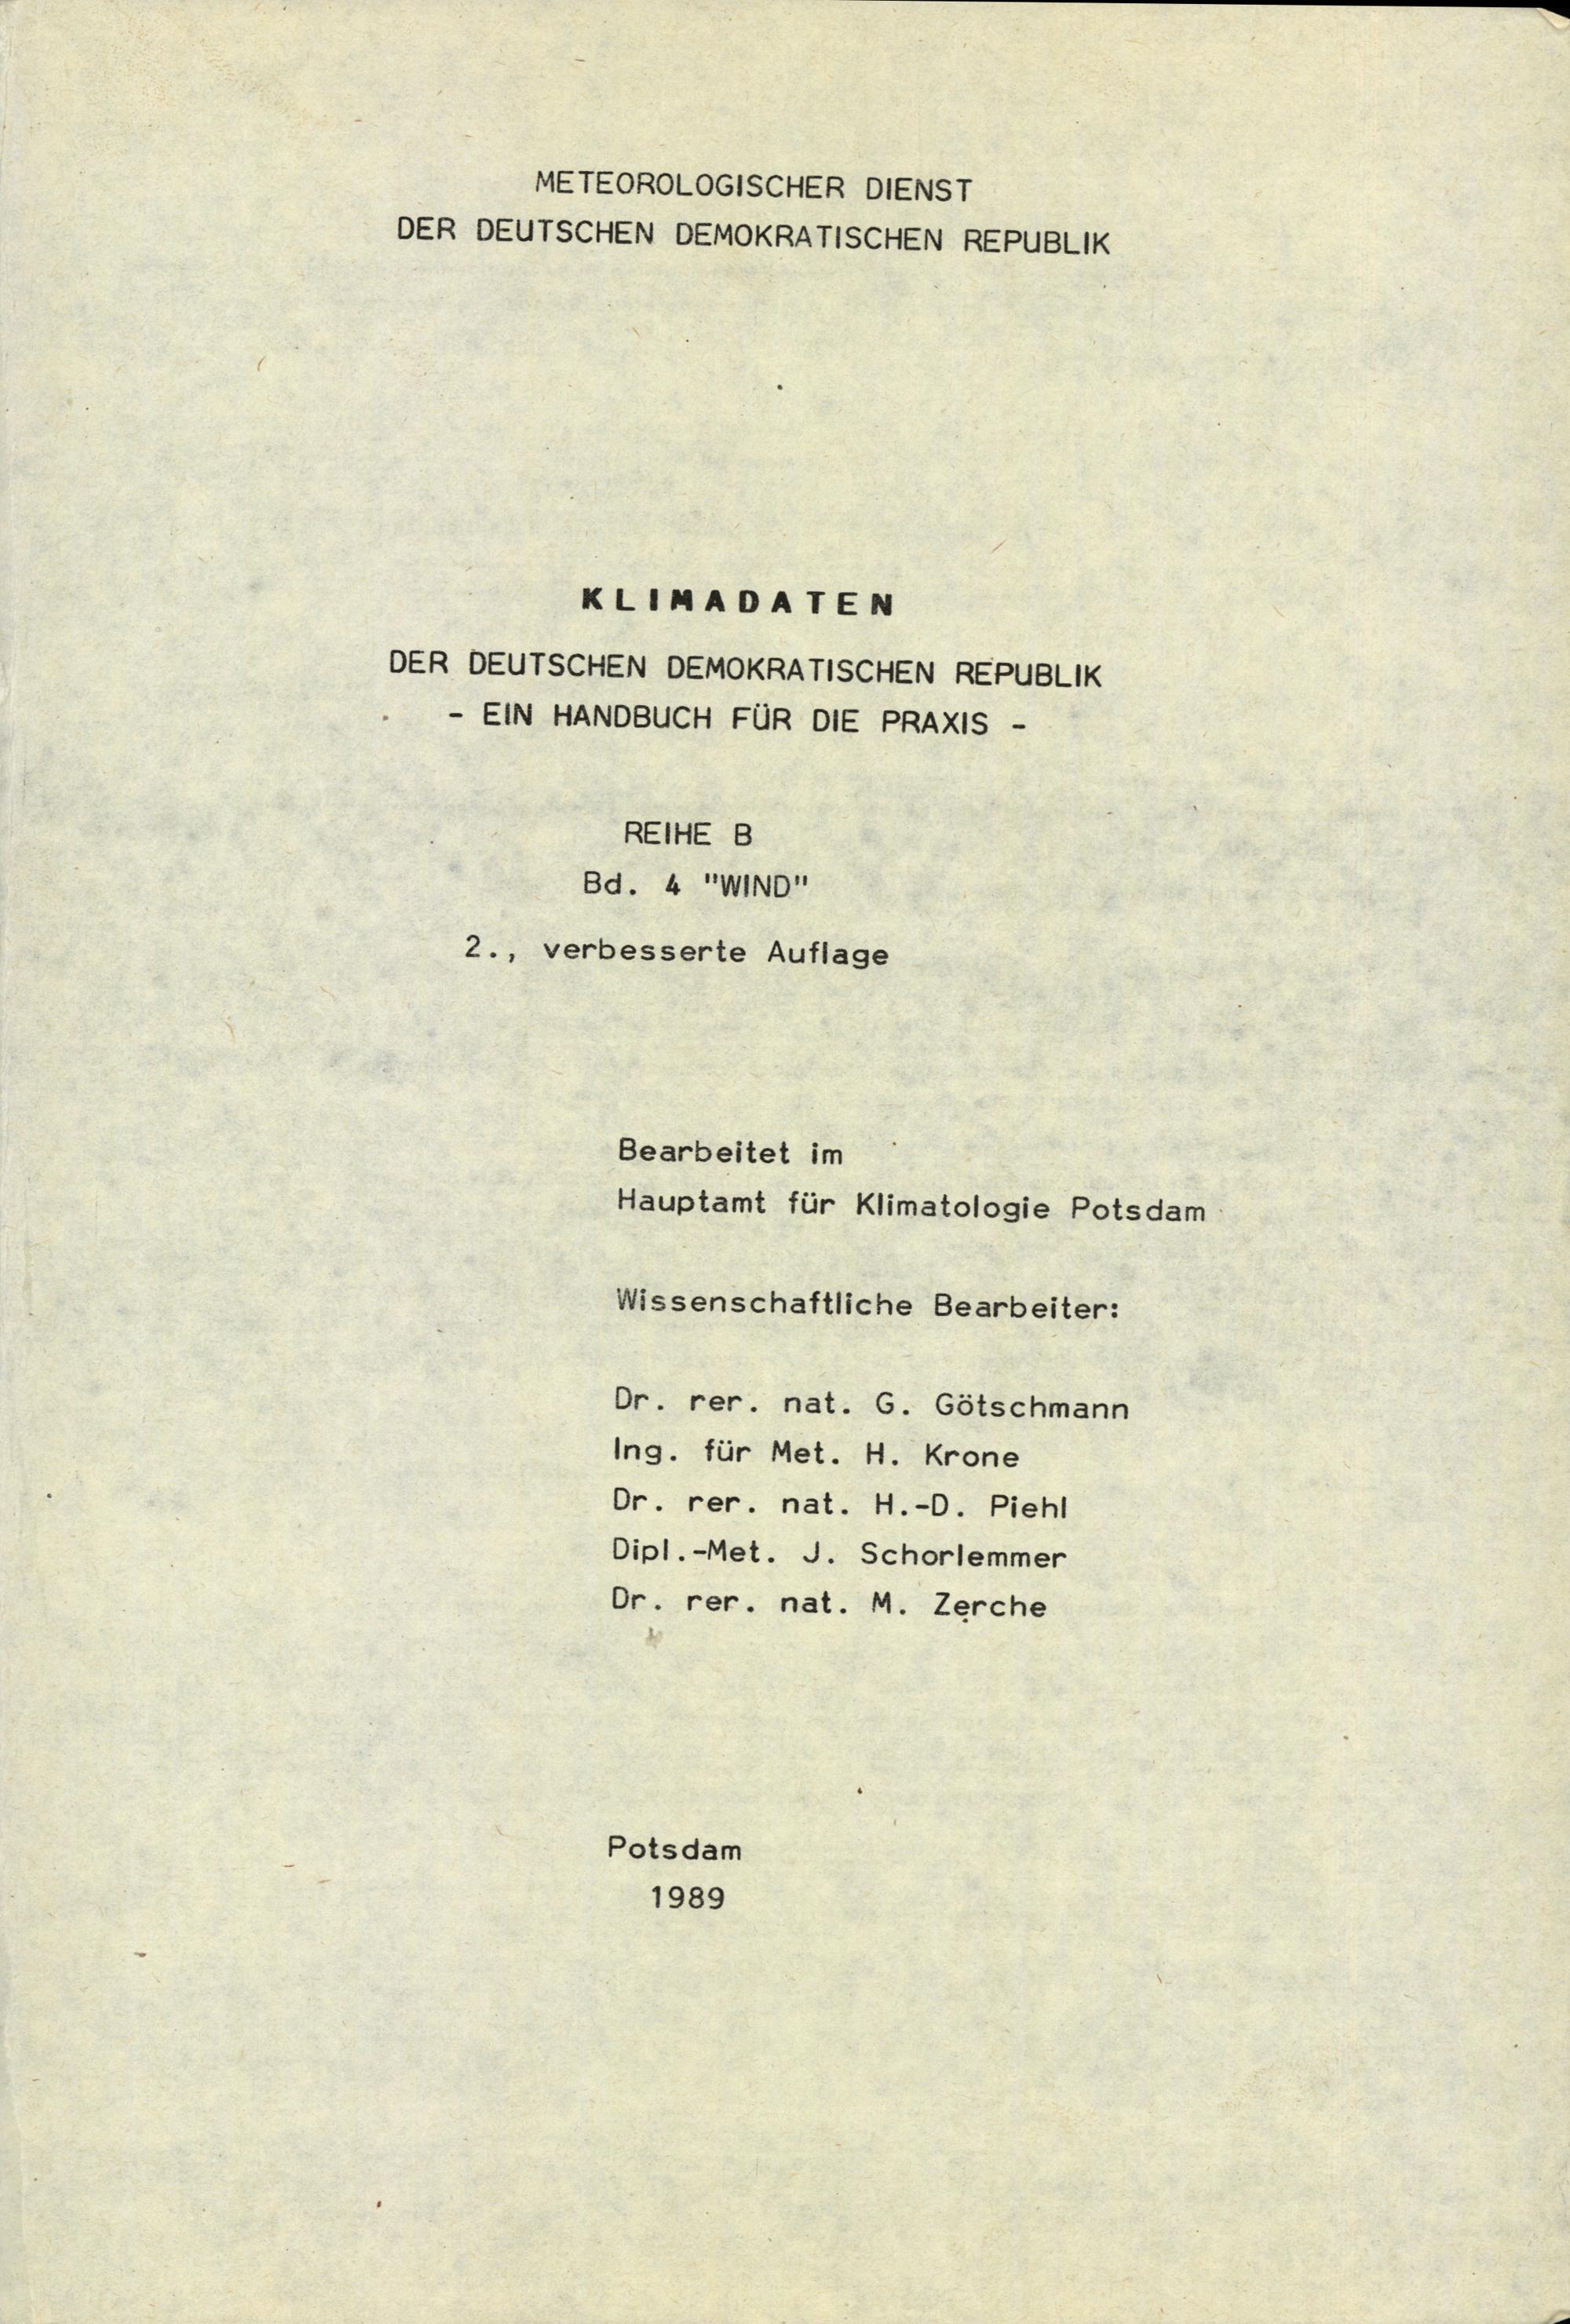 METEOROLOGISCHER DIENST
DER DEUTSCHEN DEMOKRATISCHEN REPUBLIK
KLIMADATEN
DER DEUTSCHEN DEMOKRATISCHEN REPUBLIK
- EIN HANDBUCH FÜR DIE PRAXIS -
REIHE B
Bd. 4 "WIND"
2., verbesserte Auflage
Bearbeitet im
Hauptamt für Klimatologie Potsdam
Wissenschaftliche Bearbeiter:
Dr. rer. nat. G. Götschmann
Ing. für Met. H. Krone
Dr. rer. nat. H.-D. Piehl
Dipl.-Met. J. Schorlemmer
Dr. rer. nat. M. Zerche
Potsdam
1989